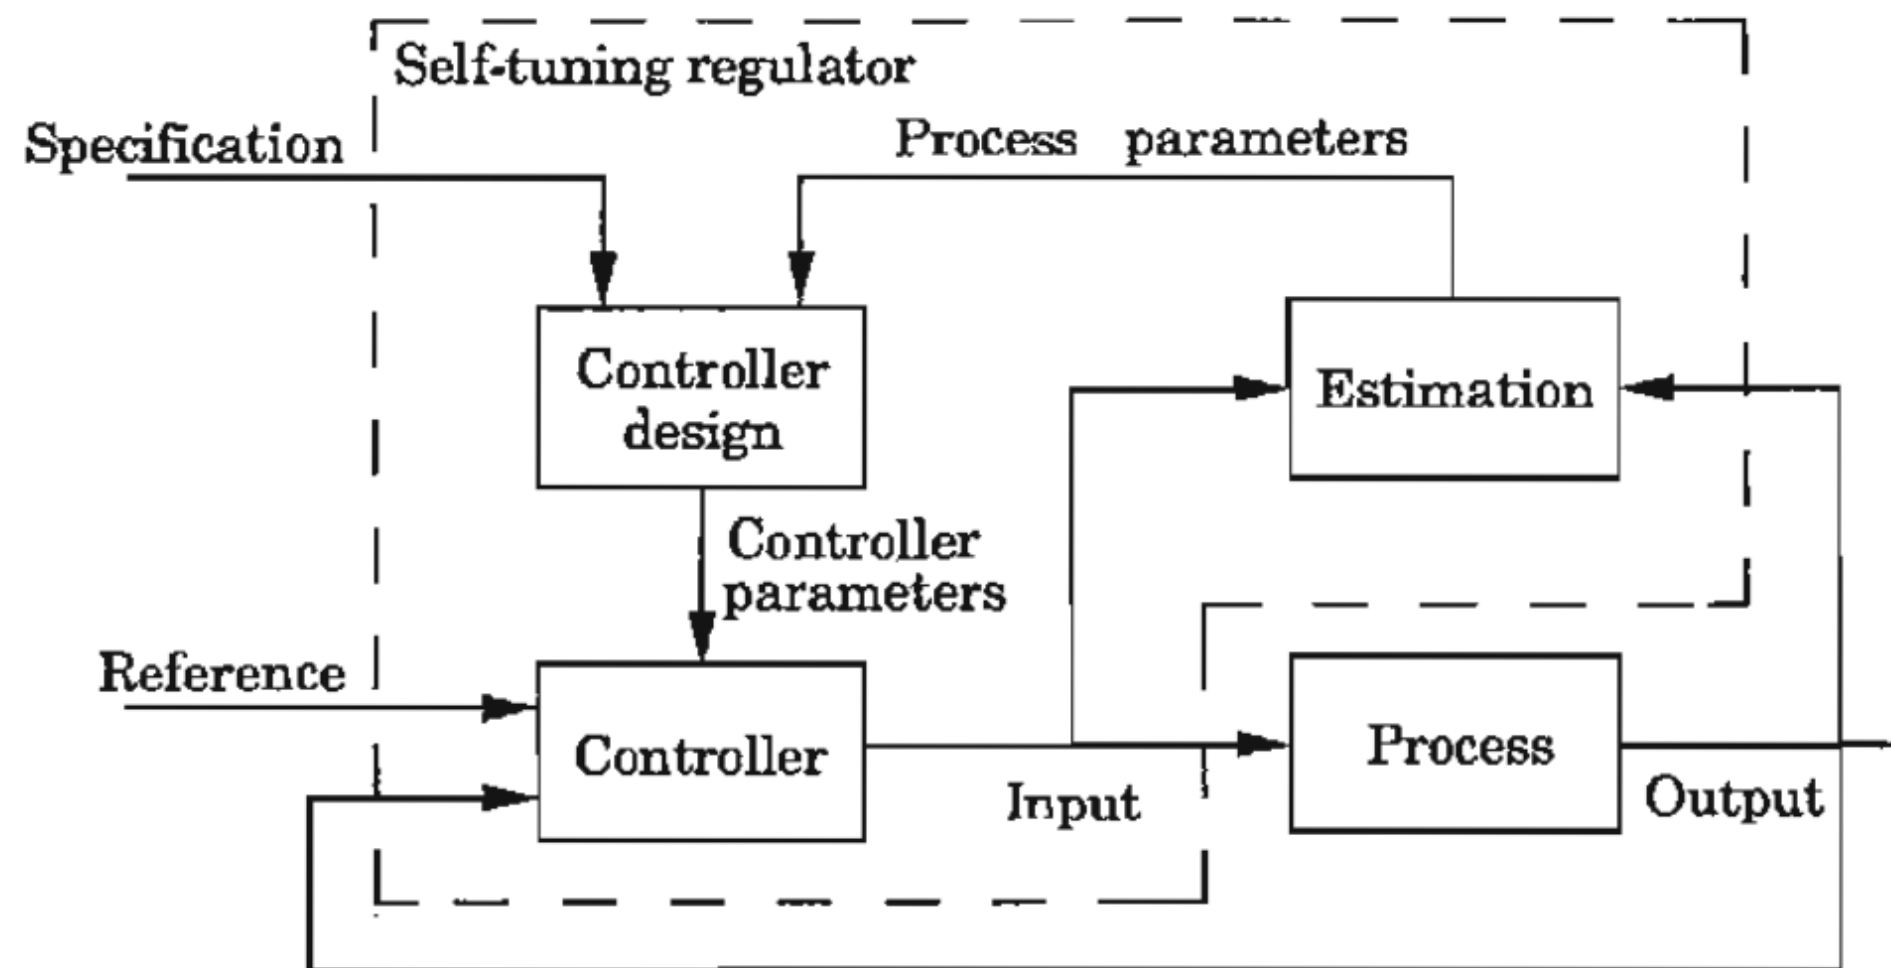 Self-tuning regulator
Specification
Process parameters
Controller
design
Estimation
Controller
parameters
Reference
Controller
Process
Input
Output